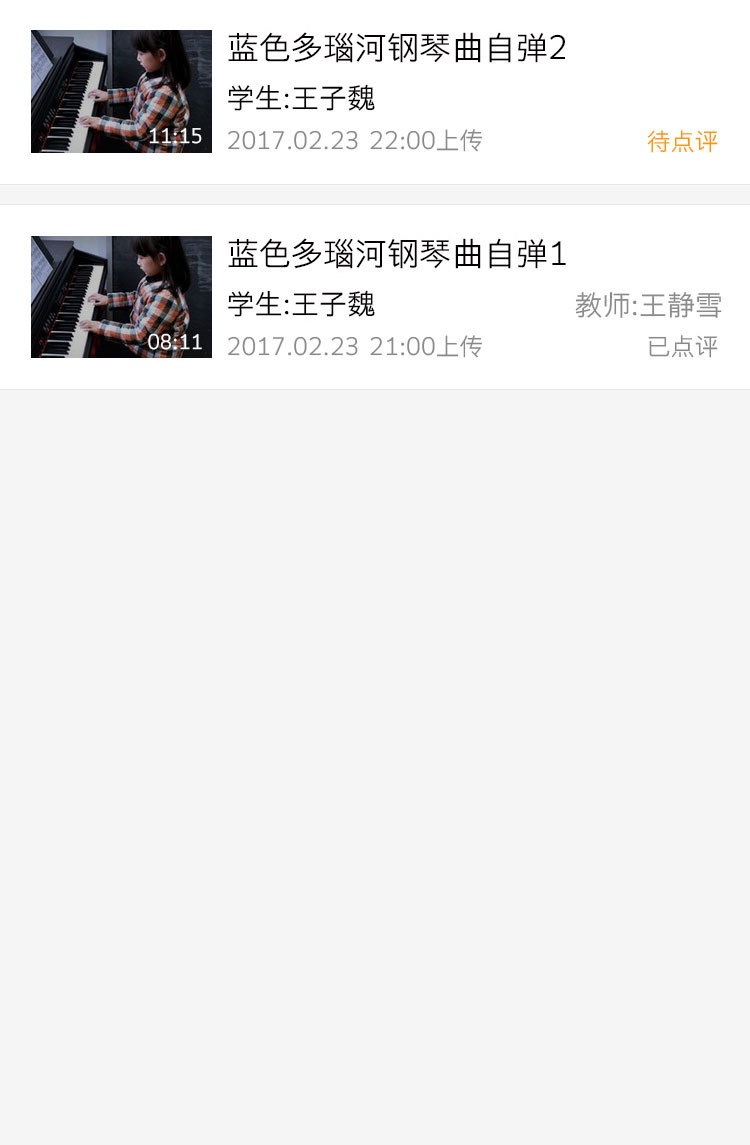 蓝色多瑙河钢琴曲自弹2
学生:王子魏
11:15
2017.02.23 22:00上传
待点评
蓝色多瑙河钢琴曲自弹1
学生:王子魏
教师:王静雪
08:11
2017.02.23 21:00上传
已点评